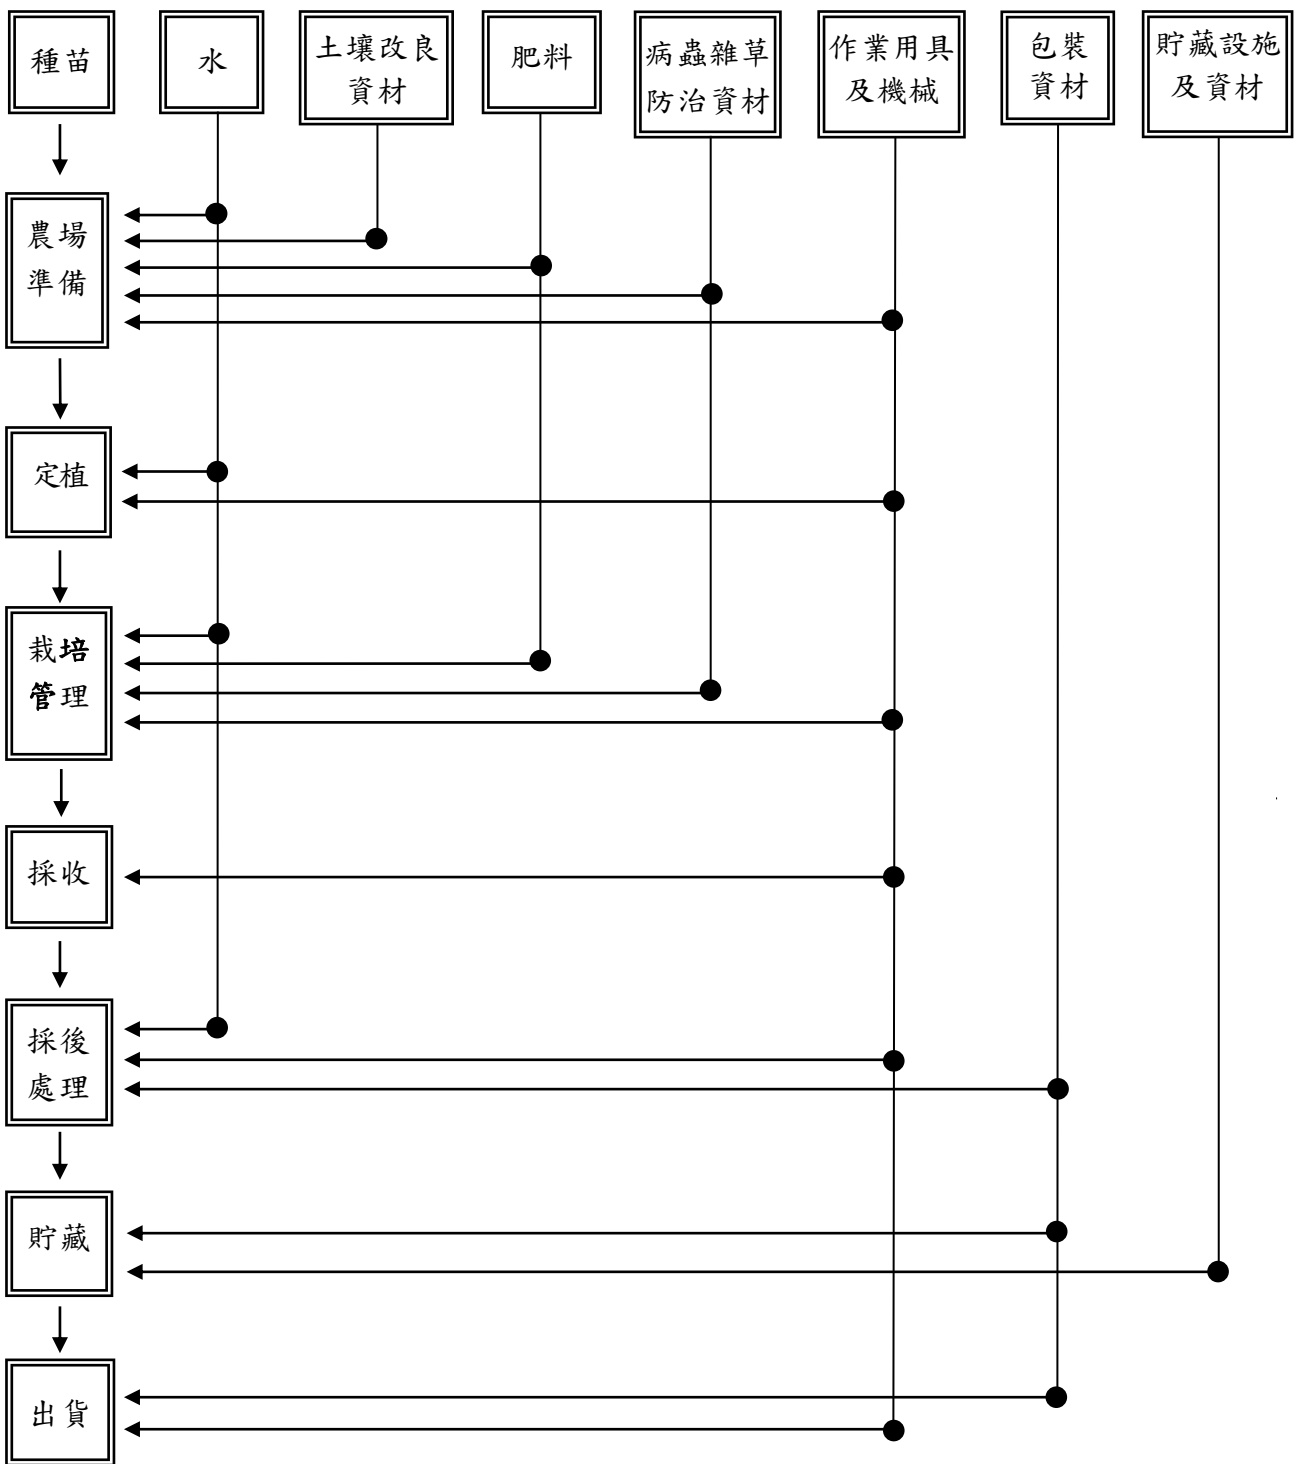 種苗
水
土壤改良
資材
肥料
病蟲雜草
防治資材
作業用具
及機械
包裝
資材
貯藏設施
及資材
農場
準備
定植
栽培
管理
採收
採後
處理
貯藏
出貨